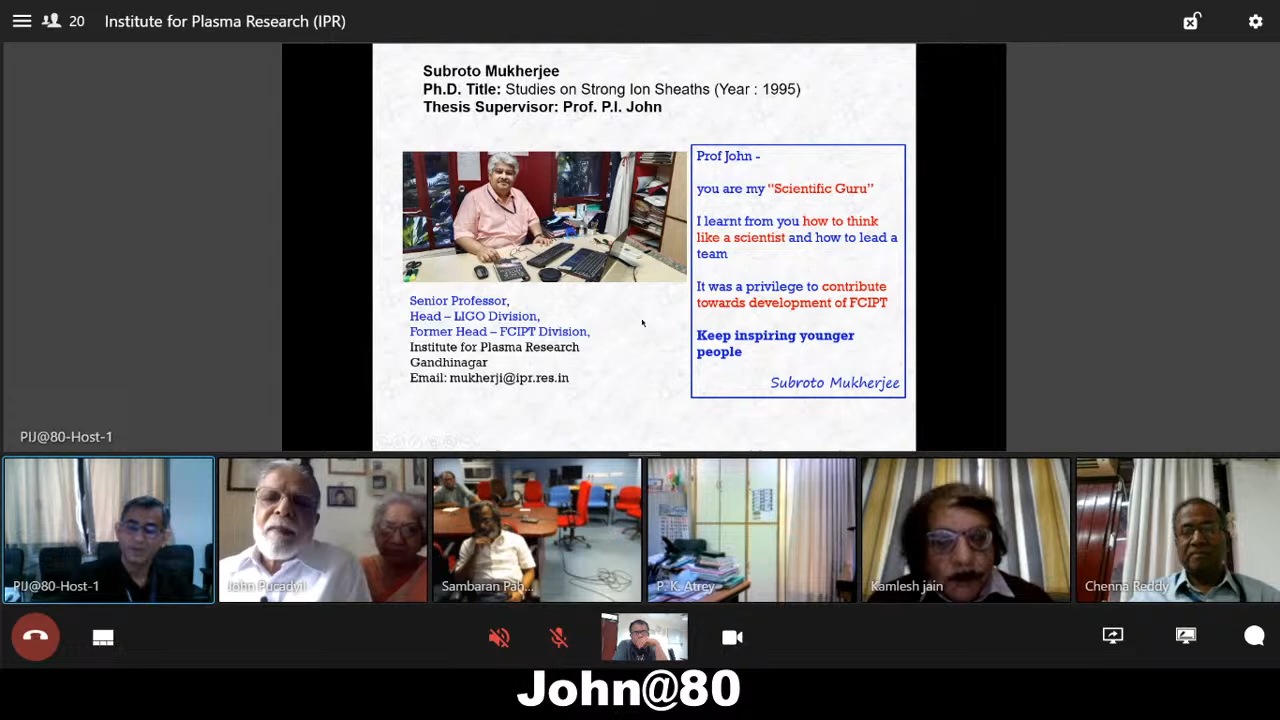 20 Institute for Plasma Research (IPR)
Subroto Mukherjee
Ph.D. Title: Studies on Strong Ion Sheaths (Year : 1995)
Thesis Supervisor: Prof. P.I. John
Prof John -
you are my “Scientific Guru”
I learnt from you how to think
like a scientist and how to lead a
team
It was a privilege to contribute
towards development of FCIPT
Keep inspiring younger
people
Subroto Mukherjee
Senior Professor,
Head – LIGO Division,
Former Head – FCIPT Division,
Institute for Plasma Research
Gandhinagar
Email: mukherji@ipr.res.in
PIJ@80-Host-1
PIJ@80-Host-1
John Pucadyil
Sambaran Pah...
P. K. Atrey
Kamlesh jain
Chenna Reddy
John@80